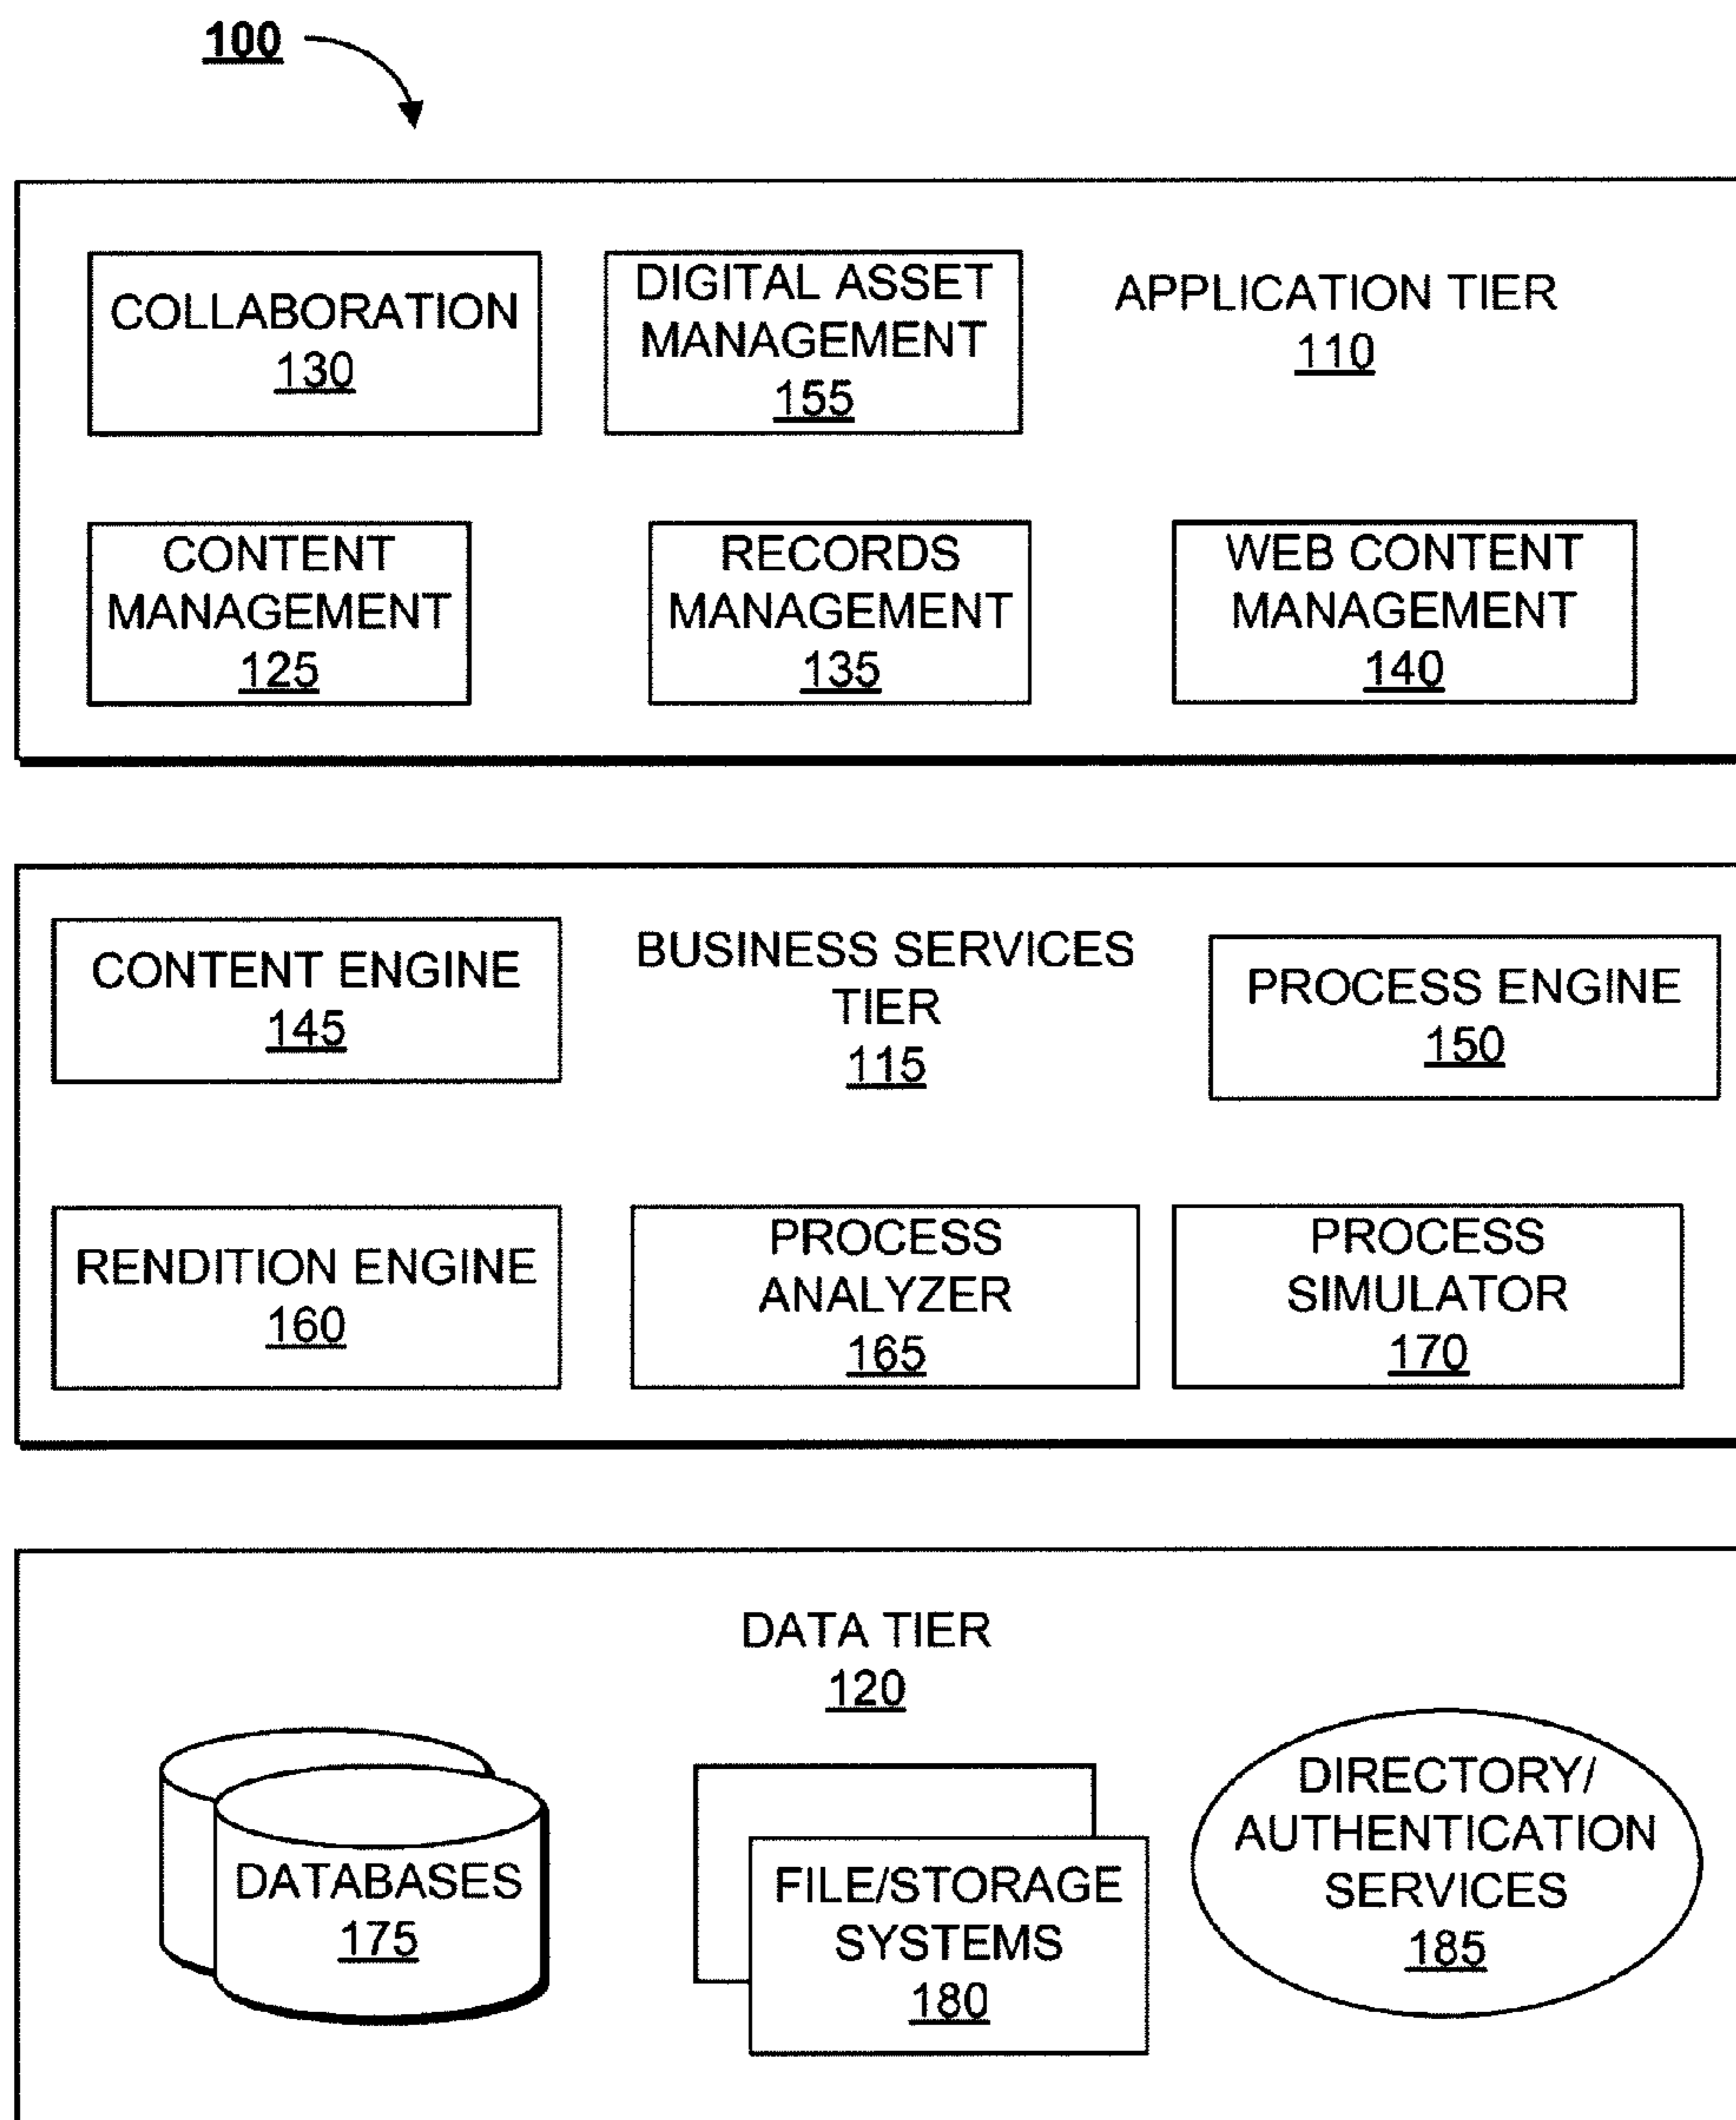 100
COLLABORATION
130
DIGITAL ASSET
MANAGEMENT
155
APPLICATION TIER
110
CONTENT
MANAGEMENT
125
RECORDS
MANAGEMENT
135
WEB CONTENT
MANAGEMENT
140
CONTENT ENGINE
145
BUSINESS SERVICES
TIER
115
PROCESS ENGINE
150
RENDITION ENGINE
160
PROCESS
ANALYZER
165
PROCESS
SIMULATOR
170
DATA TIER
120
DATABASES
175
FILE/STORAGE
SYSTEMS
180
DIRECTORY/
AUTHENTICATION
SERVICES
185